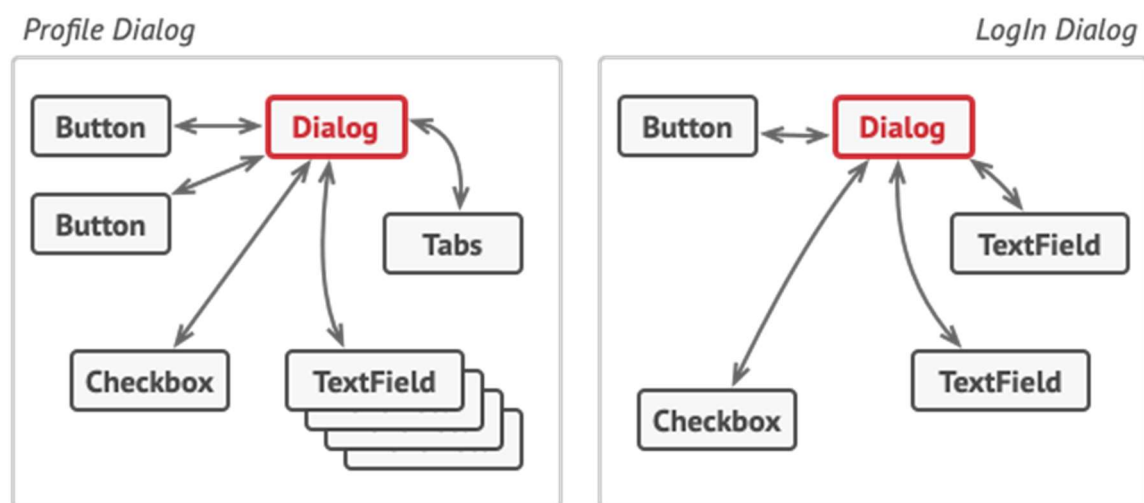 Profile Dialog
LogIn Dialog
Button
Dialog
Button
Tabs
Checkbox
TextField
Button
Dialog
TextField
TextField
Checkbox